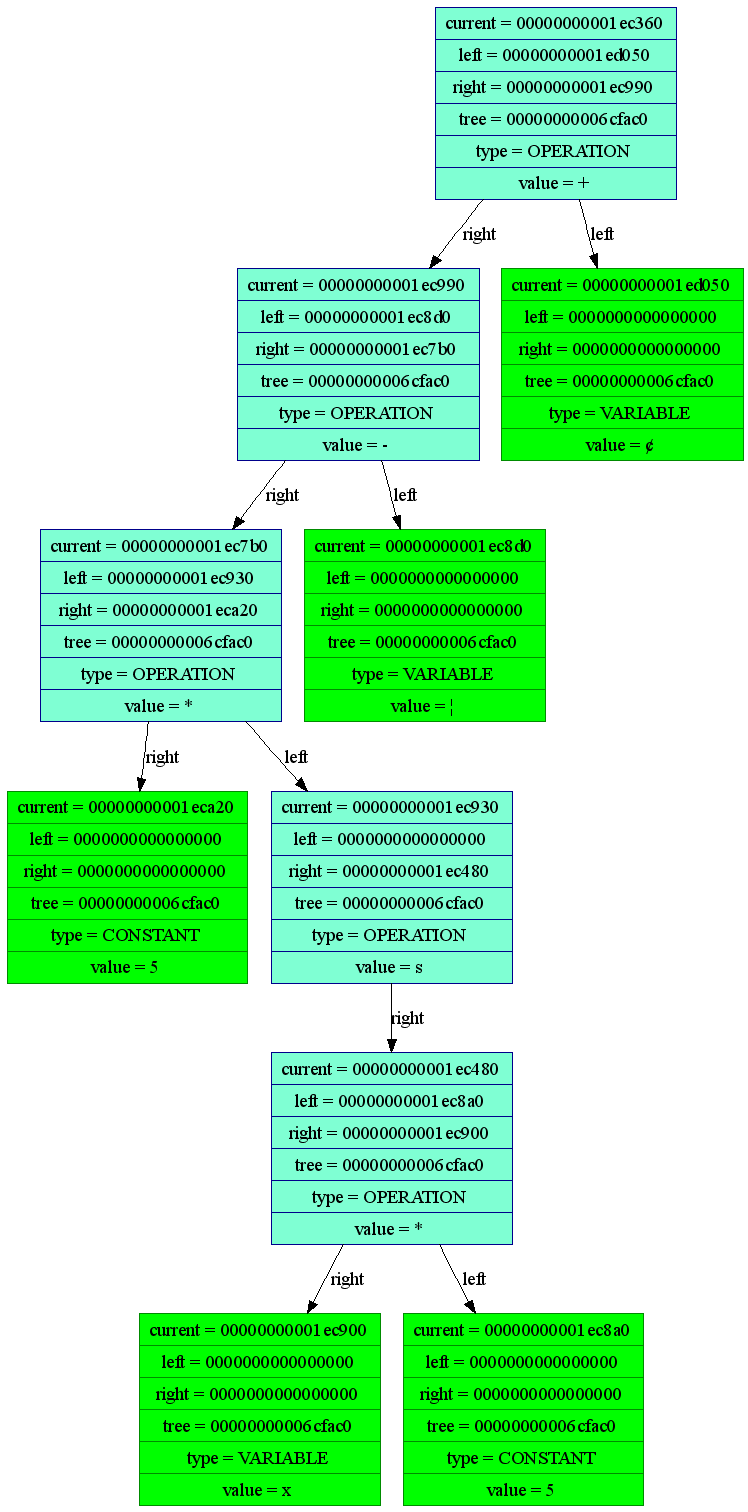 current = 00000000001ec360
left = 00000000001ed050
right = 00000000001ec990
tree = 00000000006cfac0
type = OPERATION
value = +
right
left
current = 00000000001ec990
left = 00000000001ec8d0
right = 00000000001ec7b0
tree = 00000000006cfac0
type = OPERATION
value = -
current = 00000000001ed050
left = 0000000000000000
right = 0000000000000000
tree = 00000000006cfac0
type = VARIABLE
value = ¢
right
left
current = 00000000001ec7b0
left = 00000000001ec930
right = 00000000001eca20
tree = 00000000006cfac0
type = OPERATION
value = *
current = 00000000001ec8d0
left = 0000000000000000
right = 0000000000000000
tree = 00000000006cfac0
type = VARIABLE
value = ¦
right
left
current = 00000000001eca20
left = 0000000000000000
right = 0000000000000000
tree = 00000000006cfac0
type = CONSTANT
value = 5
current = 00000000001ec930
left = 0000000000000000
right = 00000000001ec480
tree = 00000000006cfac0
type = OPERATION
value = s
right
current = 00000000001ec480
left = 00000000001ec8a0
right = 00000000001ec900
tree = 00000000006cfac0
type = OPERATION
value = *
right
left
current = 00000000001ec900
left = 0000000000000000
right = 0000000000000000
tree = 00000000006cfac0
type = VARIABLE
value = x
current = 00000000001ec8a0
left = 0000000000000000
right = 0000000000000000
tree = 00000000006cfac0
type = CONSTANT
value = 5